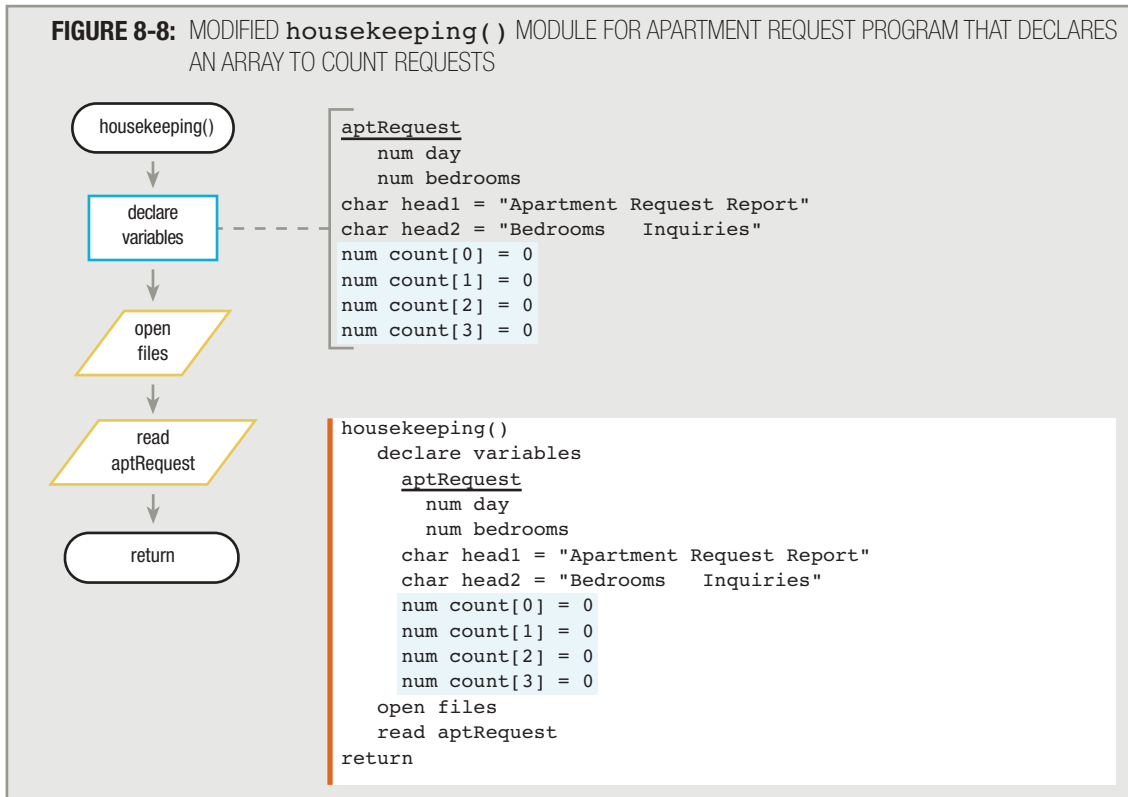 FIGURE 8-8: MODIFIED housekeeping() MODULE FOR APARTMENT REQUEST PROGRAM THAT DECLARES
AN ARRAY TO COUNT REQUESTS
housekeeping()
declare
variables
open
files
read
aptRequest
return
aptRequest
num day
num bedrooms
char head1 = "Apartment Request Report"
char head2 = "Bedrooms   Inquiries"
num count[0] = 0
num count[1] = 0
num count[2] = 0
num count[3] = 0
housekeeping()
declare variables
aptRequest
num day
num bedrooms
char head1 = "Apartment Request Report"
char head2 = "Bedrooms   Inquiries"
num count[0] = 0
num count[1] = 0
num count[2] = 0
num count[3] = 0
open files
read aptRequest
return